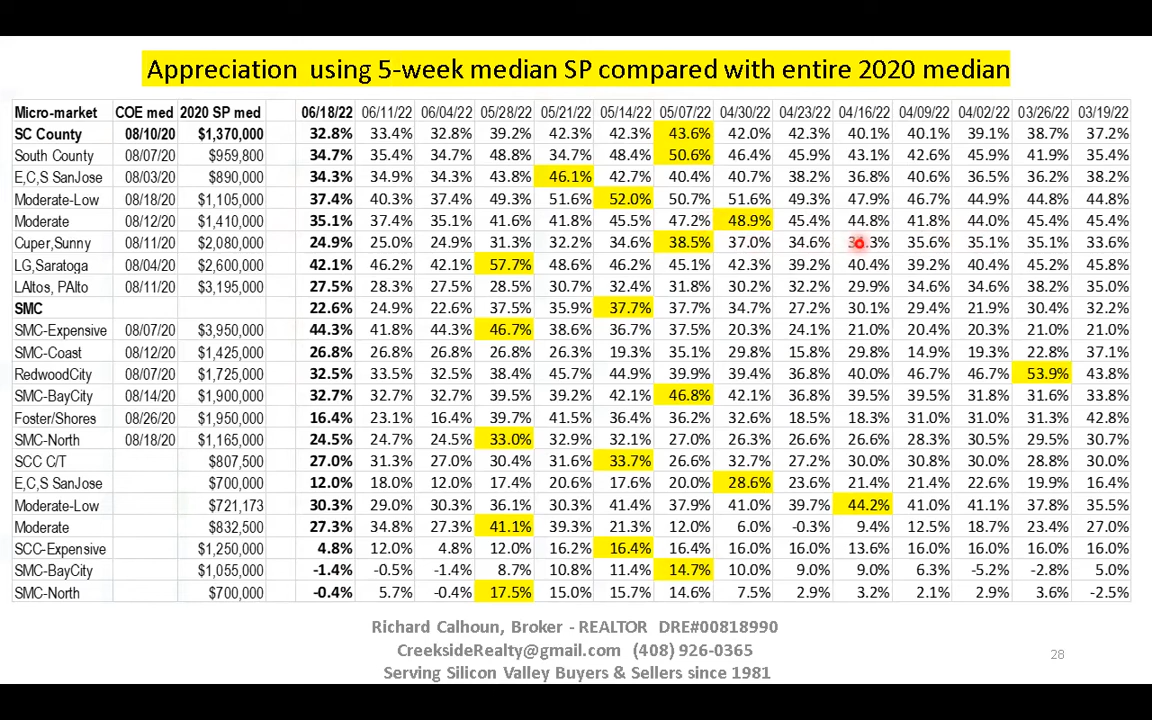 Appreciation using 5-week median SP compared with entire 2020 median
Micro-market COE med 2020 SP med 06/18/22 06/11/22 06/04/22 05/28/22 05/21/22 05/14/22 05/07/22 04/30/22 04/23/22 04/16/22 04/09/22 04/02/22 03/26/22 03/19/22
SC County 08/10/20 $1,370,000 32.8% 33.4% 32.8% 39.2% 42.3% 42.3% 43.6% 42.0% 42.3% 40.1% 40.1% 39.1% 38.7% 37.2%
South County 08/07/20 $959,800 34.7% 35.4% 34.7% 48.8% 34.7% 48.4% 50.6% 46.4% 45.9% 43.1% 42.6% 45.9% 41.9% 35.4%
E,C,S SanJose 08/03/20 $890,000 34.3% 34.9% 34.3% 43.8% 46.1% 42.7% 40.4% 40.7% 38.2% 36.8% 40.6% 36.5% 36.2% 38.2%
Moderate-Low 08/18/20 $1,105,000 37.4% 40.3% 37.4% 49.3% 51.6% 52.0% 50.7% 51.6% 49.3% 47.9% 46.7% 44.9% 44.8% 44.8%
Moderate 08/12/20 $1,410,000 35.1% 37.4% 35.1% 41.6% 41.8% 45.5% 47.2% 48.9% 45.4% 44.8% 41.8% 44.0% 45.4% 45.4%
Cuper,Sunny 08/11/20 $2,080,000 24.9% 25.0% 24.9% 31.3% 32.2% 34.6% 38.5% 37.0% 34.6% 35.6% 35.1% 35.1% 33.6%
LG,Saratoga 08/04/20 $2,600,000 42.1% 46.2% 42.1% 57.7% 48.6% 46.2% 45.1% 42.3% 39.2% 40.4% 39.2% 40.4% 45.2% 45.8%
LAltos, PAlto 08/11/20 $3,195,000 27.5% 28.3% 27.5% 28.5% 30.7% 32.4% 31.8% 30.2% 32.2% 29.9% 34.6% 34.6% 38.2% 35.0%
SMC 22.6% 24.9% 22.6% 37.5% 35.9% 37.7% 37.7% 34.7% 27.2% 30.1% 29.4% 21.9% 30.4% 32.2%
SMC-Expensive 08/07/20 $3,950,000 44.3% 41.8% 44.3% 46.7% 38.6% 36.7% 37.5% 20.3% 24.1% 21.0% 20.4% 20.3% 21.0% 21.0%
SMC-Coast 08/12/20 $1,425,000 26.8% 26.8% 26.8% 26.8% 26.3% 19.3% 35.1% 29.8% 15.8% 29.8% 14.9% 19.3% 22.8% 37.1%
RedwoodCity 08/07/20 $1,725,000 32.5% 33.5% 32.5% 38.4% 45.7% 44.9% 39.9% 39.4% 36.8% 40.0% 46.7% 46.7% 53.9% 43.8%
SMC-BayCity 08/14/20 $1,900,000 32.7% 32.7% 32.7% 39.5% 39.2% 42.1% 46.8% 42.1% 36.8% 39.5% 39.5% 31.8% 31.6% 33.8%
Foster/Shores 08/26/20 $1,950,000 16.4% 23.1% 16.4% 39.7% 41.5% 36.4% 36.2% 32.6% 18.5% 18.3% 31.0% 31.0% 31.3% 42.8%
SMC-North 08/18/20 $1,165,000 24.5% 24.7% 24.5% 33.0% 32.9% 32.1% 27.0% 26.3% 26.6% 26.6% 28.3% 30.5% 29.5% 30.7%
SCC C/T $807,500 27.0% 31.3% 27.0% 30.4% 31.6% 33.7% 26.6% 32.7% 27.2% 30.0% 30.8% 30.0% 28.8% 30.0%
E,C,S SanJose $700,000 12.0% 18.0% 12.0% 17.4% 20.6% 17.6% 20.0% 28.6% 23.6% 21.4% 21.4% 22.6% 19.9% 16.4%
Moderate-Low $721,173 30.3% 29.0% 30.3% 36.1% 30.3% 41.4% 37.9% 41.0% 39.7% 44.2% 41.0% 41.1% 37.8% 35.5%
Moderate $832,500 27.3% 34.8% 27.3% 41.1% 39.3% 21.3% 12.0% 6.0% -0.3% 9.4% 12.5% 18.7% 23.4% 27.0%
SCC-Expensive $1,250,000 4.8% 12.0% 4.8% 12.0% 16.2% 16.4% 16.4% 16.0% 16.0% 13.6% 16.0% 16.0% 16.0% 16.0%
SMC-BayCity $1,055,000 -1.4% -0.5% -1.4% 8.7% 10.8% 11.4% 14.7% 10.0% 9.0% 9.0% 6.3% -5.2% -2.8% 5.0%
SMC-North $700,000 -0.4% 5.7% -0.4% 17.5% 15.0% 15.7% 14.6% 7.5% 2.9% 3.2% 2.1% 2.9% 3.6% -2.5%
Richard Calhoun, Broker - REALTOR DRE#00818990
CreeksideRealty@gmail.com (408) 926-0365
Serving Silicon Valley Buyers & Sellers since 1981
28